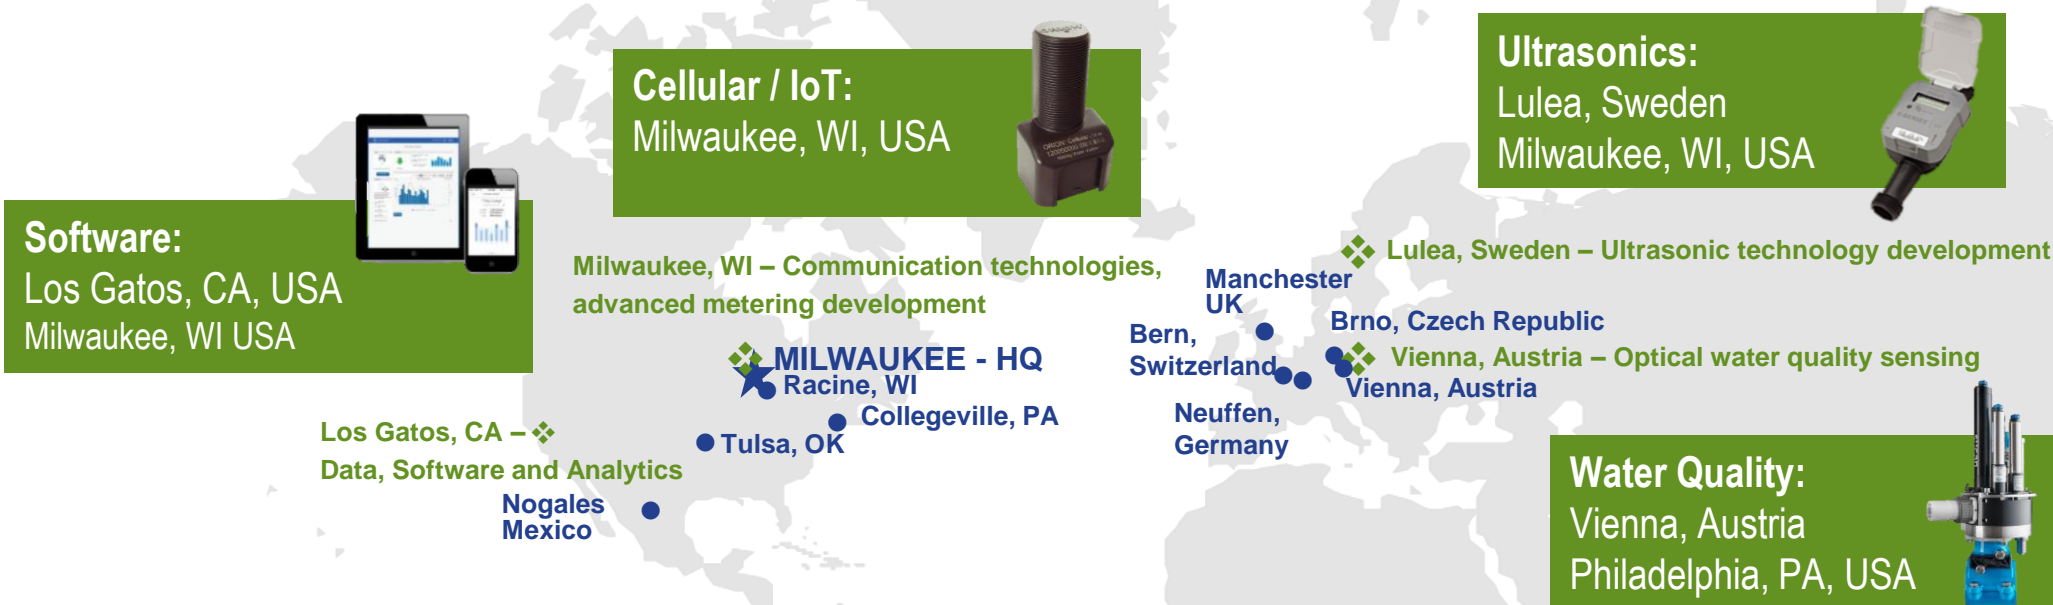 Cellular / IoT:
Milwaukee, WI, USA
Ultrasonics:
Lulea, Sweden
Milwaukee, WI, USA
Software:
Los Gatos, CA, USA
Milwaukee, WI USA
Milwaukee, WI – Communication technologies,
advanced metering development
MILWAUKEE - HQ
Racine, WI
Collegeville, PA
Tulsa, OK
Los Gatos, CA –
Data, Software and Analytics
Nogales
Mexico
Lulea, Sweden – Ultrasonic technology development
Manchester
UK
Brno, Czech Republic
Bern,
Switzerland
Vienna, Austria – Optical water quality sensing
Vienna, Austria
Neuffen,
Germany
Water Quality:
Vienna, Austria
Philadelphia, PA, USA